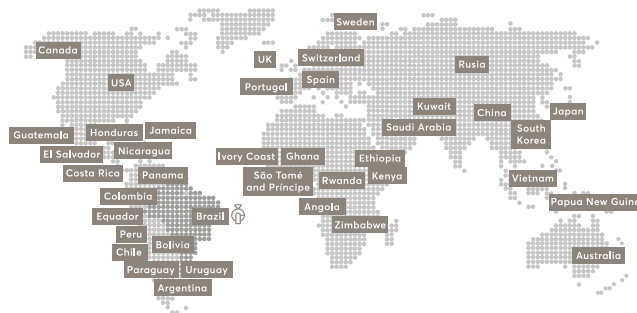 Sweden
Canada
UK
Switzerland
Rusia
USA
Spain
Portugal
Kuwait
China
Japan
Guatemala
Honduras
Jamaica
Saudi Arabia
South
Korea
El Salvador
Nicaragua
Ivory Coast
Ghana
Ethiopia
Costa Rica
Panama
São Tomé
and Príncipe
Rwanda
Kenya
Vietnam
Colombia
Angola
Papua New Guine
Equador
Brazil
Zimbabwe
Peru
Bolivia
Chile
Australia
Paraguay
Uruguay
Argentina